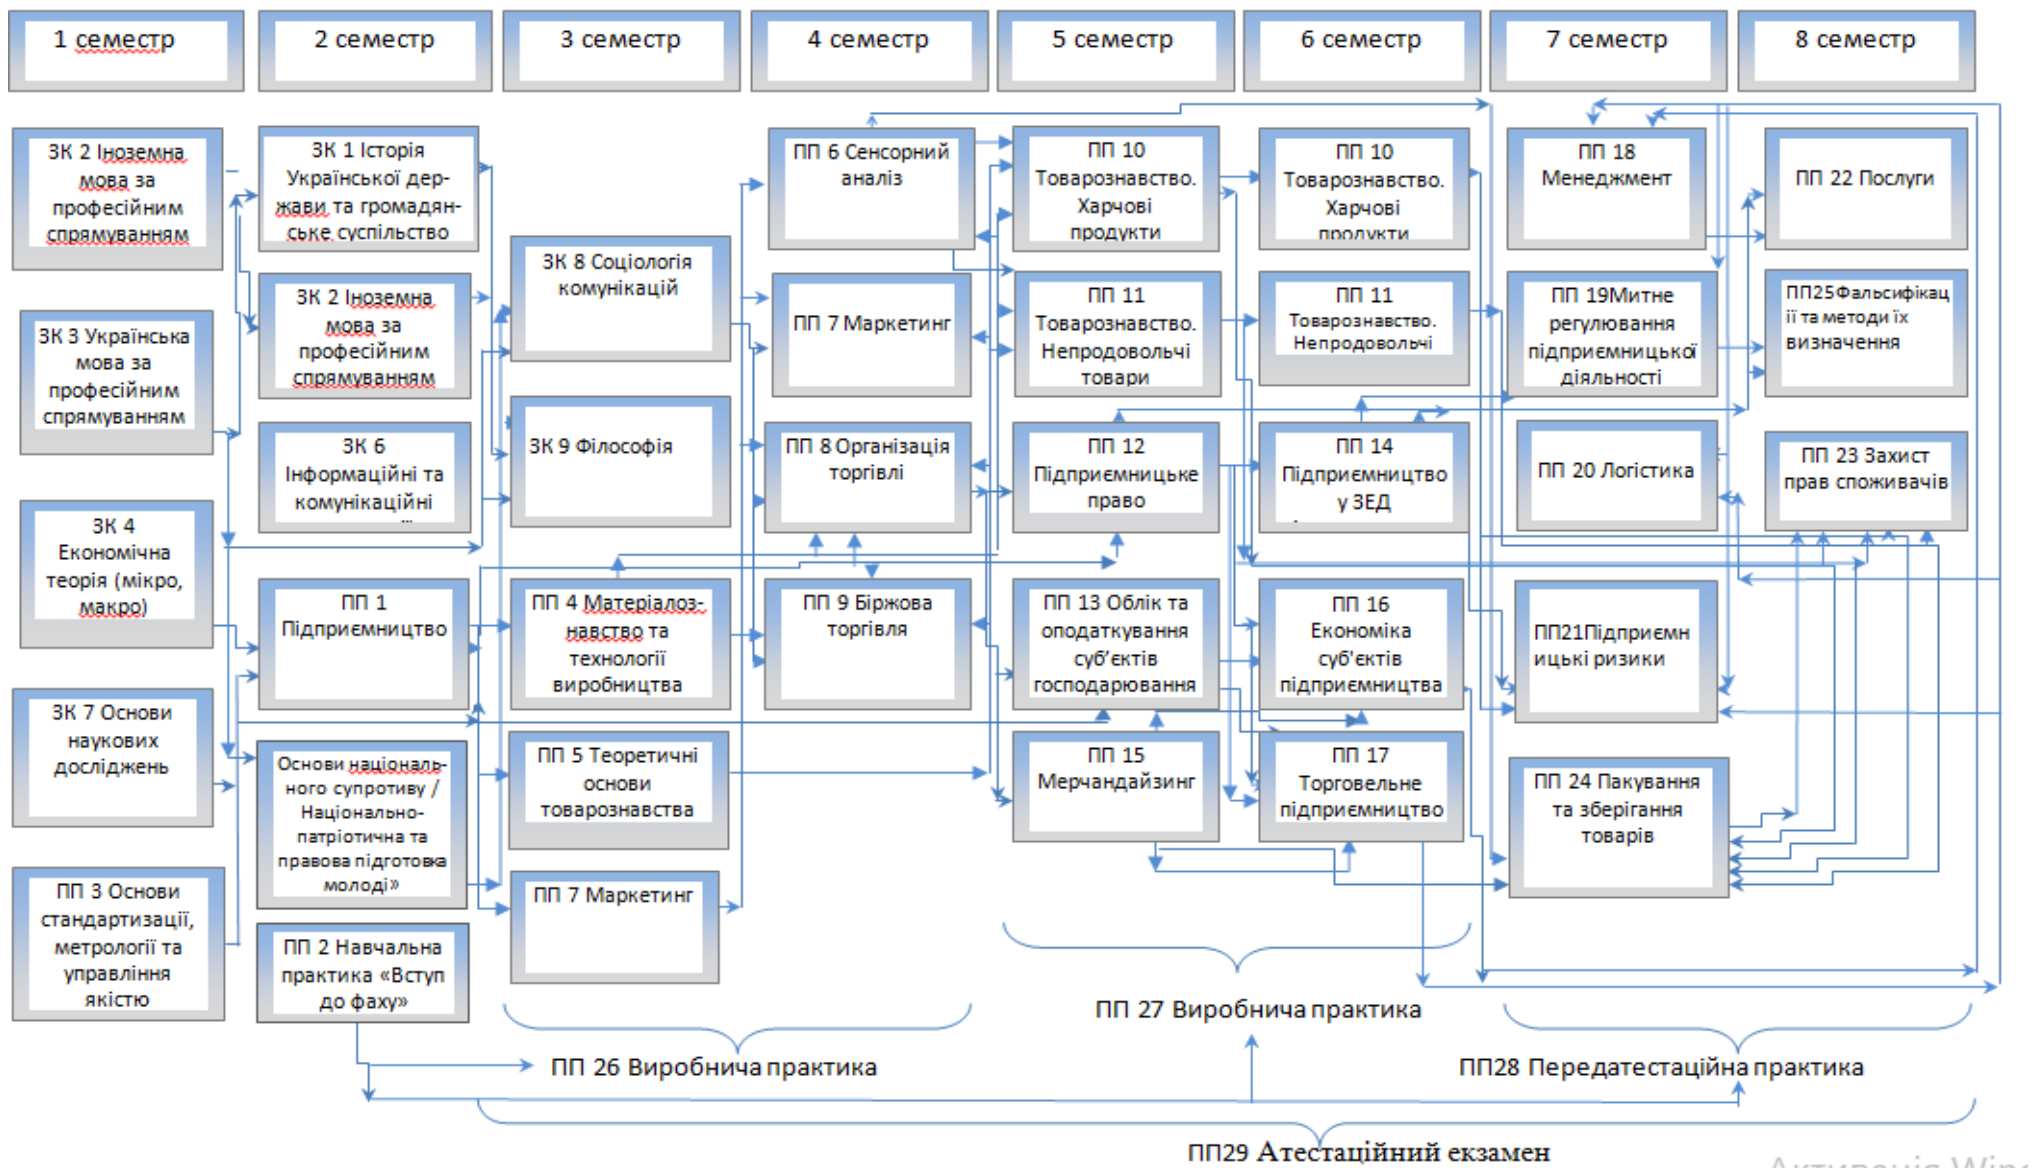 1 семестр
2 семестр
3 семестр
4 семестр
5 семестр
6 семестр
7 семестр
8 семестр
ЗК 2 Іноземна
мова за
професійним
спрямуванням
ЗК 3 Українська
мова за
професійним
спрямуванням
ЗК 4
Економічна
теорія (мікро,
макро)
ЗК 7 Основи
наукових
досліджень
ПП 3 Основи
стандартизації,
метрології та
управління
якістю
ЗК 1 Історія
Української дер-
жави та громадян-
ське суспільство
ЗК 2 Іноземна
мова за
професійним
спрямуванням
ЗК 6
Інформаційні та
комунікаційні
ПП 1
Підприємництво
Основи національ-
ного супротиву /
Національно-
патріотична та
правова підготовка
молоді»
ПП 2 Навчальна
практика «Вступ
до фаху»
ЗК 8 Соціологія
комунікацій
ЗК 9 Філософія
ПП 4 Матеріалоз-
навство та
технології
виробництва
ПП 5 Теоретичні
основи
товарознавства
ПП 7 Маркетинг
ПП 6 Сенсорний
аналіз
ПП 7 Маркетинг
ПП 8 Організація
торгівлі
ПП 9 Біржова
торгівля
ПП 10
Товарознавство.
Харчові
продукти
ПП 11
Товарознавство.
Непродовольчі
товари
ПП 12
Підприємницьке
право
ПП 13 Облік та
оподаткування
суб’єктів
господарювання
ПП 15
Мерчандайзинг
ПП 10
Товарознавство.
Харчові
продукти
ПП 11
Товарознавство.
Непродовольчі
ПП 14
Підприємництво
у ЗЕД
ПП 16
Економіка
суб'єктів
підприємництва
ПП 17
Торговельне
підприємництво
ПП 18
Менеджмент
ПП 19Митне
регулювання
підприємницької
діяльності
ПП 20 Логістика
ПП21Підприємн
ицькі ризики
ПП 24 Пакування
та зберігання
товарів
ПП 22 Послуги
ПП25Фальсифікац
ії та методи їх
визначення
ПП 23 Захист
прав споживачів
ПП 27 Виробнича практика
ПП 26 Виробнича практика
ПП28 Передатестаційна практика
ПП29 Атестаційний екзамен